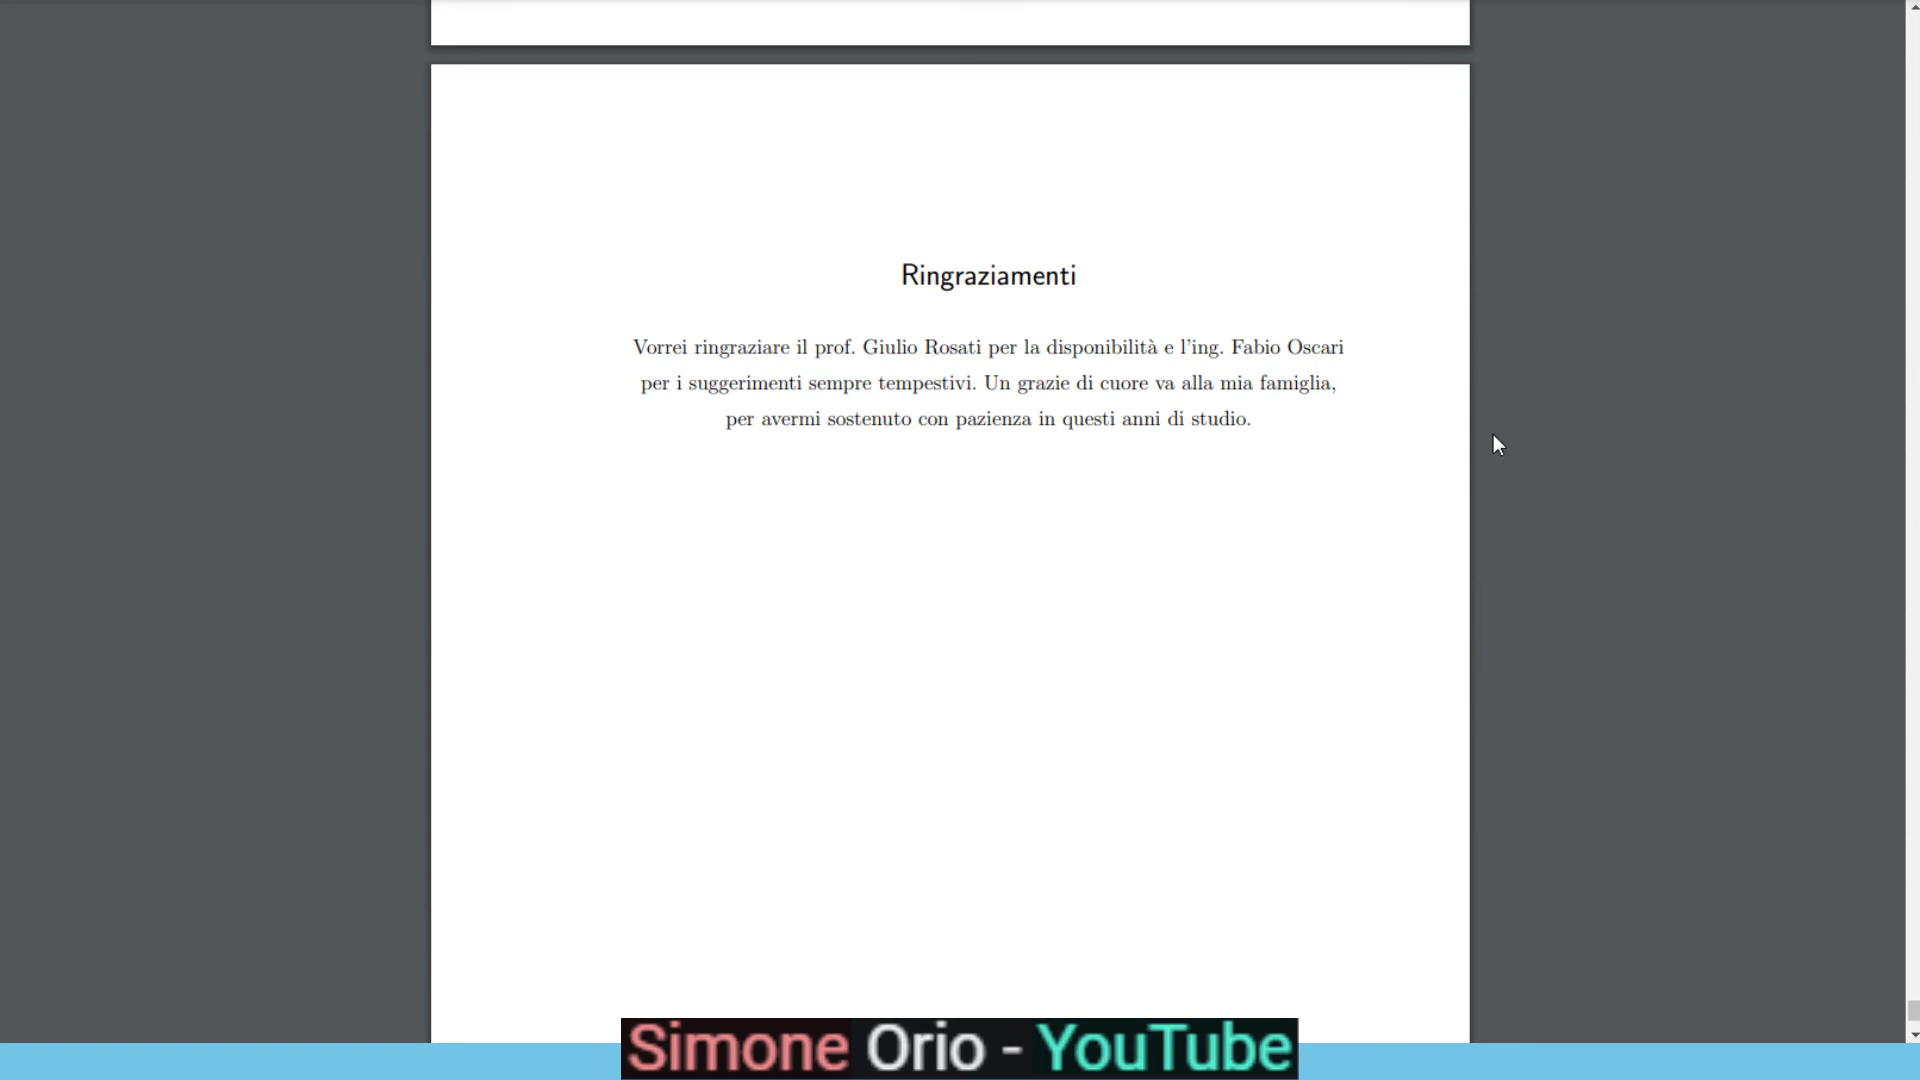 Ringraziamenti
Vorrei ringraziare il prof. Giulio Rosati per la disponibilità e l'ing. Fabio Oscari
per i suggerimenti sempre tempestivi. Un grazie di cuore va alla mia famiglia,
per avermi sostenuto con pazienza in questi anni di studio.
Simone Orio - YouTube